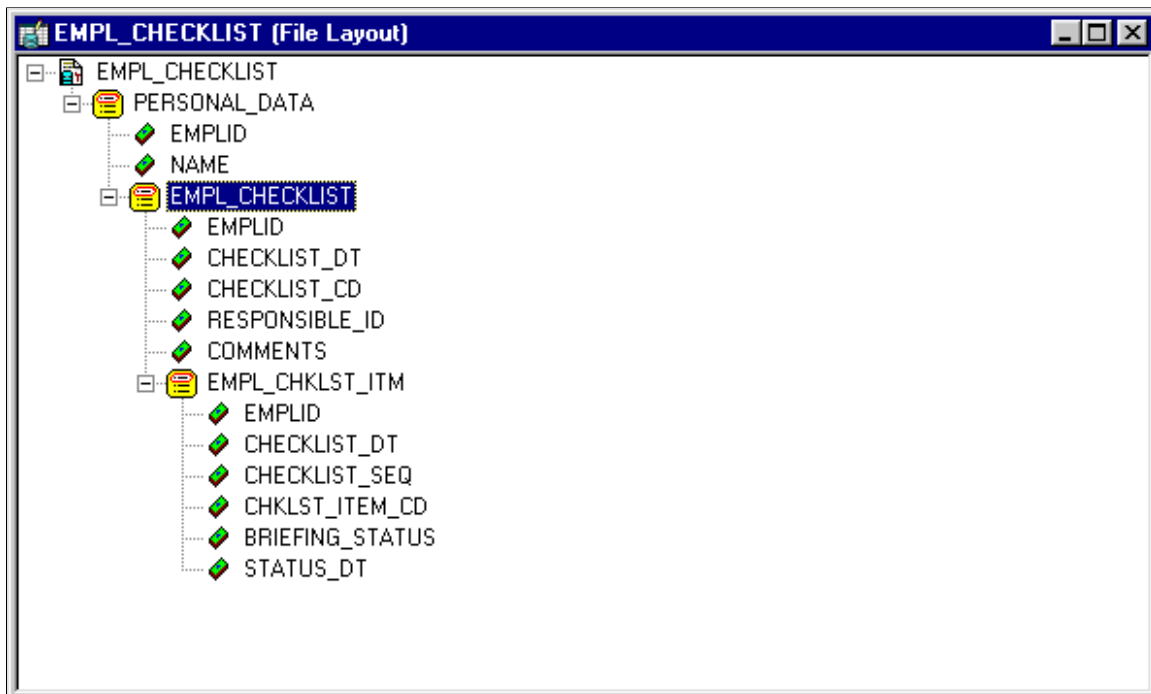 EMPL_CHECKLIST (File Layout)
EMPL_CHECKLIST
PERSONAL_DATA
EMPLID
NAME
EMPL_CHECKLIST
EMPLID
CHECKLIST_DT
CHECKLIST_CD
RESPONSIBLE_ID
COMMENTS
EMPL_CHKLST_ITM
EMPLID
CHECKLIST_DT
CHECKLIST_SEQ
CHKLST_ITEM_CD
BRIEFING_STATUS
STATUS_DT